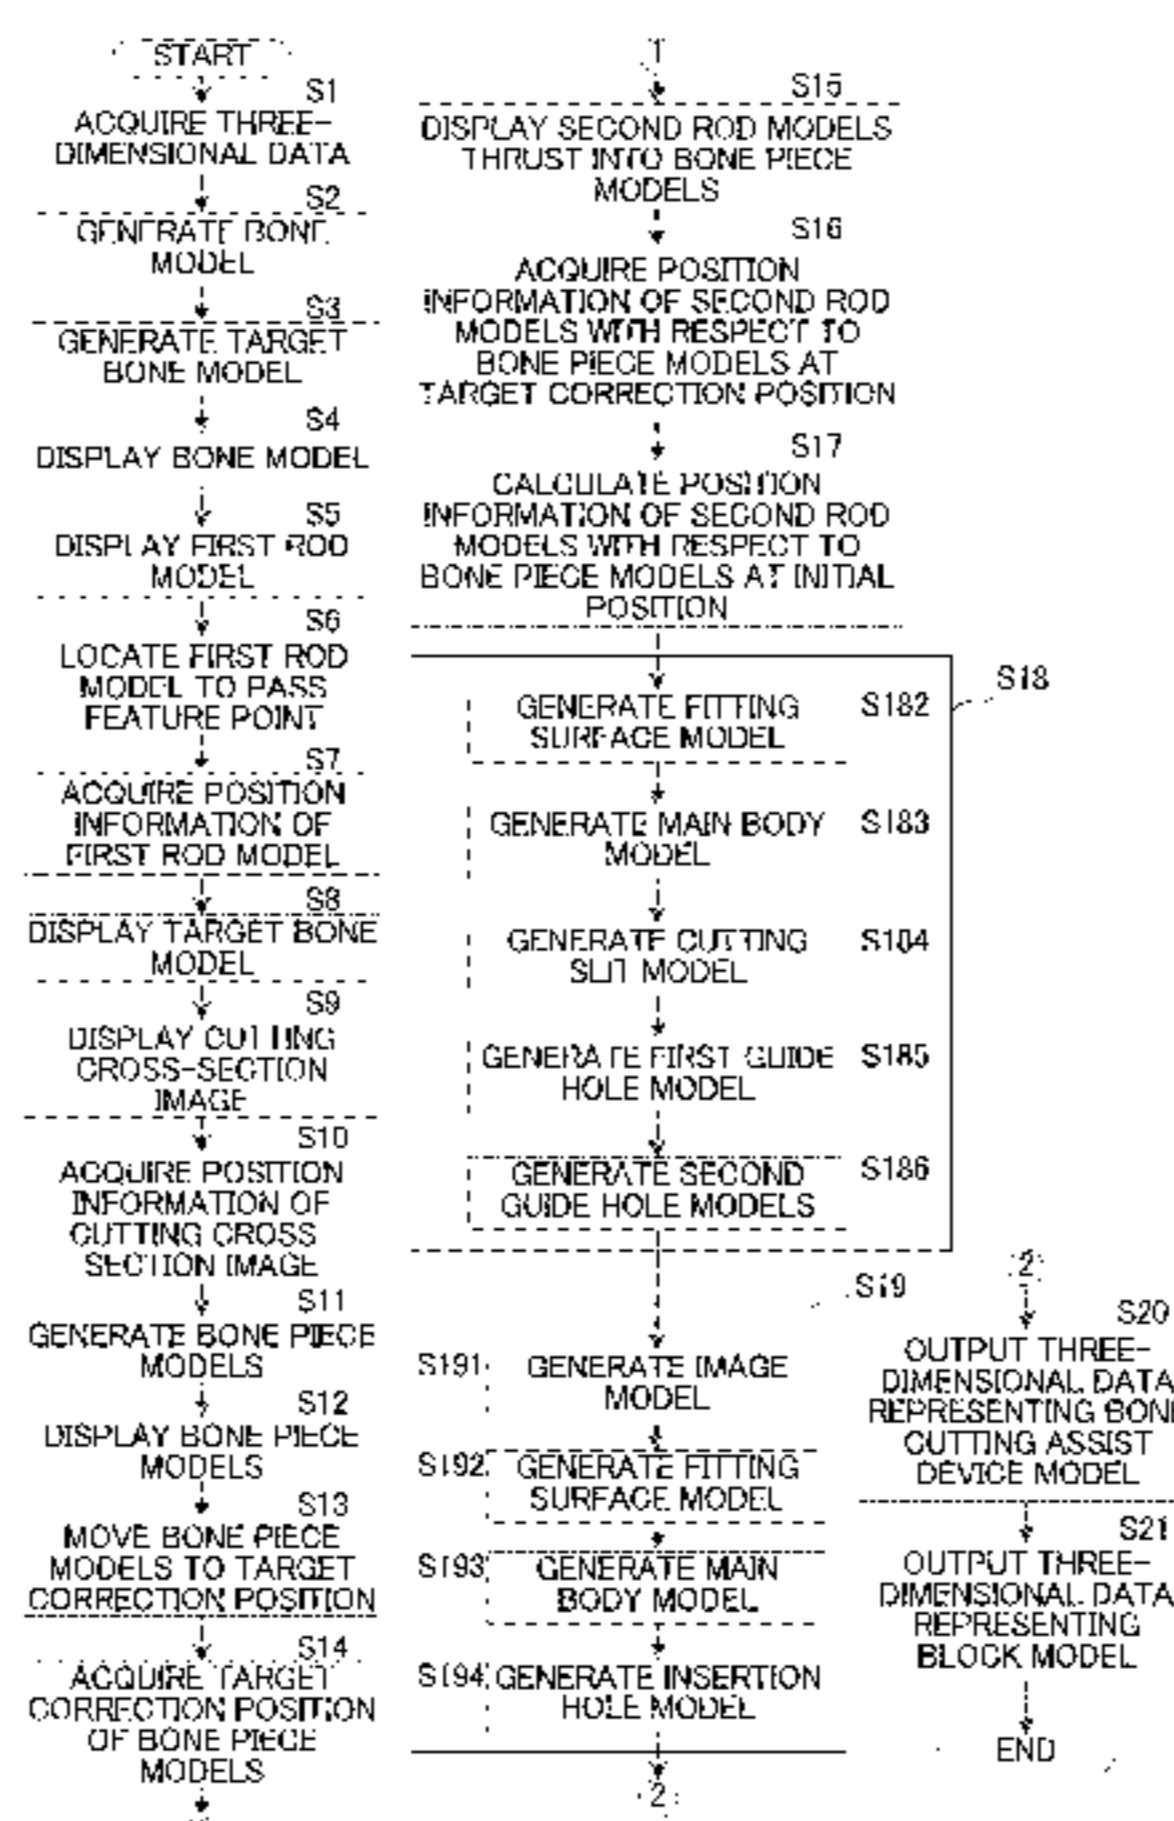 START
S1
ACQUIRE THREE-
DIMENSIONAL DATA
S2
GENERATE BONE
MODEL
S3
GENERATE TARGET
BONE MODEL
S4
DISPLAY BONE MODEL
S5
DISPLAY FIRST ROD
MODEL
S6
LOCATE FIRST ROD
MODEL TO PASS
FEATURE POINT
S7
ACQUIRE POSITION
INFORMATION OF
FIRST ROD MODEL
S8
DISPLAY TARGET BONE
MODEL
S9
DISPLAY CUTTING
CROSS-SECTION
IMAGE
S10
ACQUIRE POSITION
INFORMATION OF
CUTTING CROSS
SECTION IMAGE
S11
GENERATE BONE PIECE
MODELS
S12
DISPLAY BONE PIECE
MODELS
S13
MOVE BONE PIECE
MODELS TO TARGET
CORRECTION POSITION
S14
ACQUIRE TARGET
CORRECTION POSITION
OF BONE PIECE
MODELS
1
S15
DISPLAY SECOND ROD MODELS
THRUST INTO BONE PIECE
MODELS
S16
ACQUIRE POSITION
INFORMATION OF SECOND ROD
MODELS WITH RESPECT TO
BONE PIECE MODELS AT
TARGET CORRECTION POSITION
S17
CALCULATE POSITION
INFORMATION OF SECOND ROD
MODELS WITH RESPECT TO
BONE PIECE MODELS AT INITIAL
POSITION
S18
GENERATE FITTING S182
SURFACE MODEL
GENERATE MAIN BODY S183
MODEL
GENERATE CUTTING S184
SLIT MODEL
GENERATE FIRST GUIDE S185
HOLE MODEL
GENERATE SECOND S186
GUIDE HOLE MODELS
S19
S191 GENERATE IMAGE
MODEL
S192 GENERATE FITTING
SURFACE MODEL
S193 GENERATE MAIN
BODY MODEL
S194 GENERATE INSERTION
HOLE MODEL
2
2
S20
OUTPUT THREE-
DIMENSIONAL DATA
REPRESENTING BONE
CUTTING ASSIST
DEVICE MODEL
S21
OUTPUT THREE-
DIMENSIONAL DATA
REPRESENTING
BLOCK MODEL
END